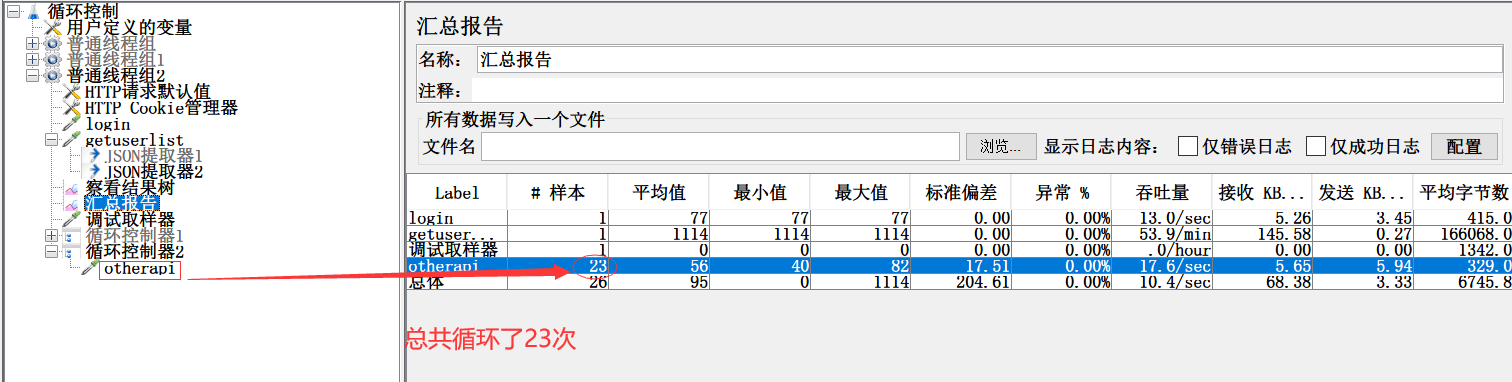 循环控制
用户定义的变量
普通线程组
普通线程组1
普通线程组2
HTTP请求默认值
HTTP Cookie管理器
login
getuserlist
JSON提取器1
JSON提取器2
察看结果树
汇总报告
调试取样器
循环控制器1
循环控制器2
otherapi
汇总报告
名称: 汇总报告
注释:
所有数据写入一个文件
文件名 浏览... 显示日志内容: 仅错误日志 仅成功日志 配置
Label # 样本 平均值 最小值 最大值 标准偏差 异常 % 吞吐量 接收 KB... 发送 KB... 平均字节数
login 1 77 77 77 0.00 0.00% 13.0/sec 5.26 3.45 415.0
getuser... 1 1114 1114 1114 0.00 0.00% 53.9/min 145.58 0.27 166068.0
调试取样器 1 0 0 0 0.00 0.00% .0/hour 0.00 0.00 1342.0
otherapi 23 56 40 82 17.51 0.00% 17.6/sec 5.65 5.94 329.0
总体 26 95 0 1114 204.61 0.00% 10.4/sec 68.38 3.33 6745.8
总共循环了23次